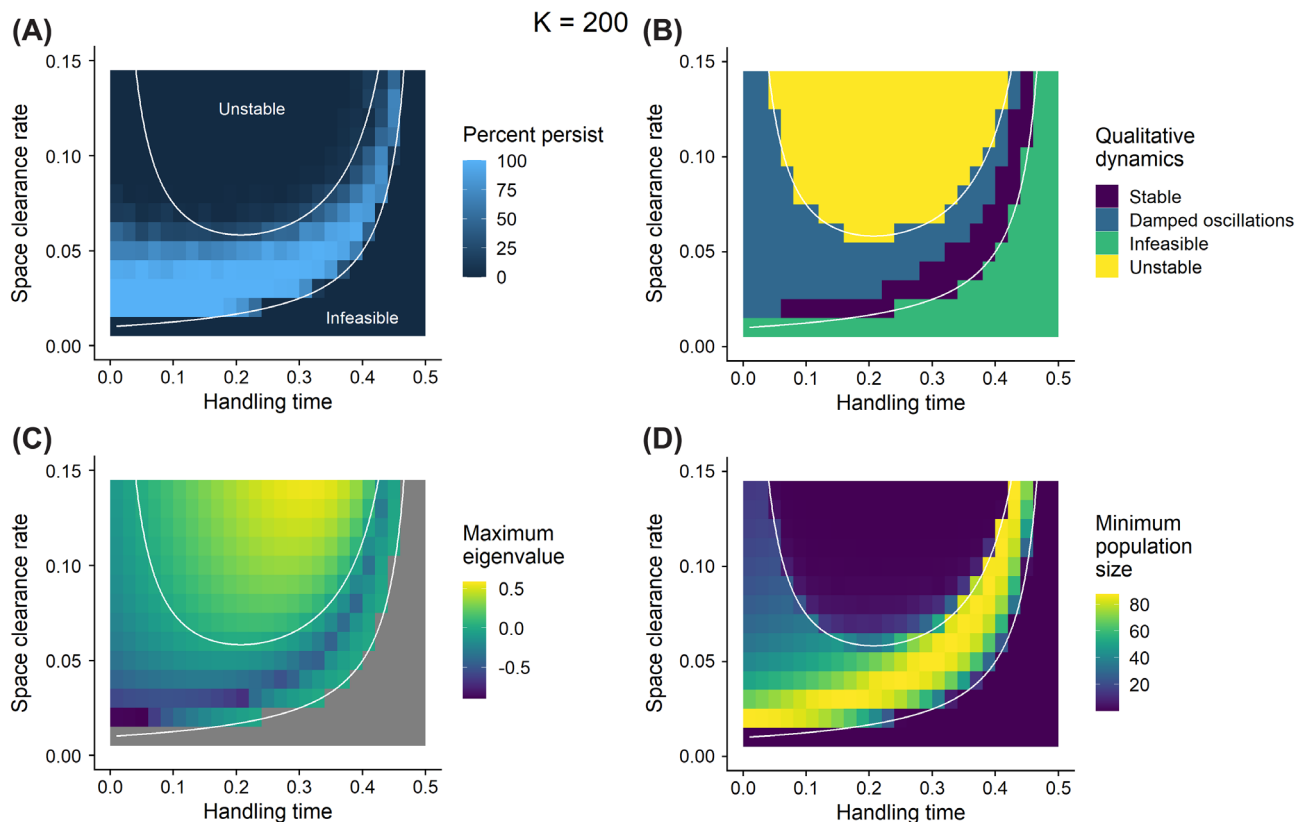 K = 200
(A)
0.15
0.10
0.05
0.00
Space clearance rate
Unstable
Infeasible
0.0 0.1 0.2 0.3 0.4 0.5
Handling time
Percent persist
100
75
50
25
0
(B)
0.15
0.10
0.05
0.00
Space clearance rate
0.0 0.1 0.2 0.3 0.4 0.5
Handling time
Qualitative
dynamics
Stable
Damped oscillations
Infeasible
Unstable
(C)
0.15
0.10
0.05
0.00
Space clearance rate
0.0 0.1 0.2 0.3 0.4 0.5
Handling time
Maximum
eigenvalue
0.5
0.0
-0.5
(D)
0.15
0.10
0.05
0.00
Space clearance rate
0.0 0.1 0.2 0.3 0.4 0.5
Handling time
Minimum
population
size
80
60
40
20